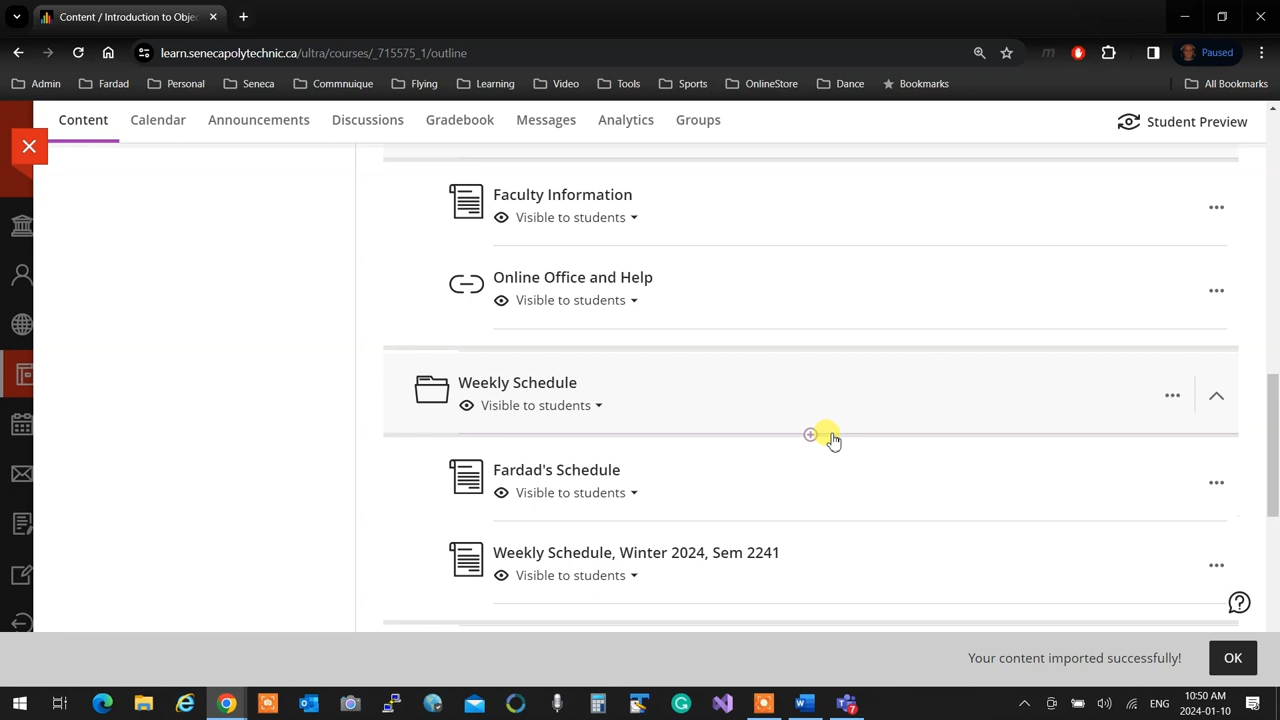 Content / Introduction to Obje
learn.senecapolytechnic.ca/ultra/courses/_715575_1/outline
Paused
Admin
Fardad
Personal
Seneca
Commnuique
Flying
Learning
Video
Tools
Sports
OnlineStore
Dance
Bookmarks
All Bookmarks
Content
Calendar
Announcements
Discussions
Gradebook
Messages
Analytics
Groups
Student Preview
Faculty Information
Visible to students
Online Office and Help
Visible to students
Weekly Schedule
Visible to students
Fardad's Schedule
Visible to students
Weekly Schedule, Winter 2024, Sem 2241
Visible to students
Your content imported successfully!
OK
ENG
10:50 AM
2024-01-10
7